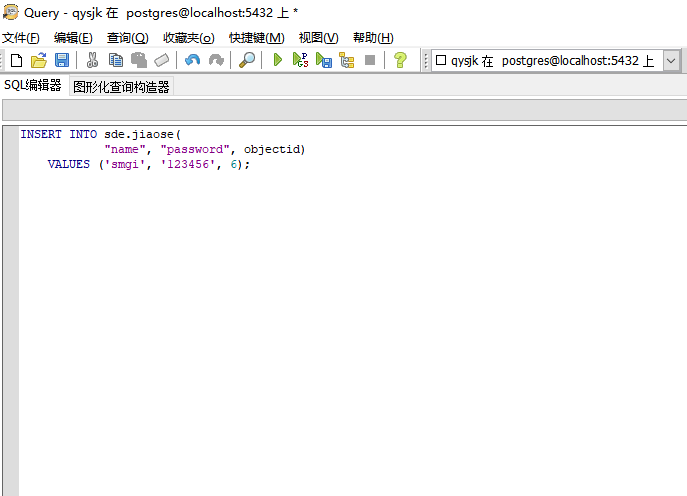 Query - qysjk 在 postgres@localhost:5432 上 *
文件(F) 编辑(E) 查询(Q) 收藏夹(o) 快捷键(M) 视图(V) 帮助(H)
qysjk 在 postgres@localhost:5432 上
SQL编辑器 图形化查询构造器
INSERT INTO sde.jiaose(
"name", "password", objectid)
VALUES ('smgi', '123456', 6);